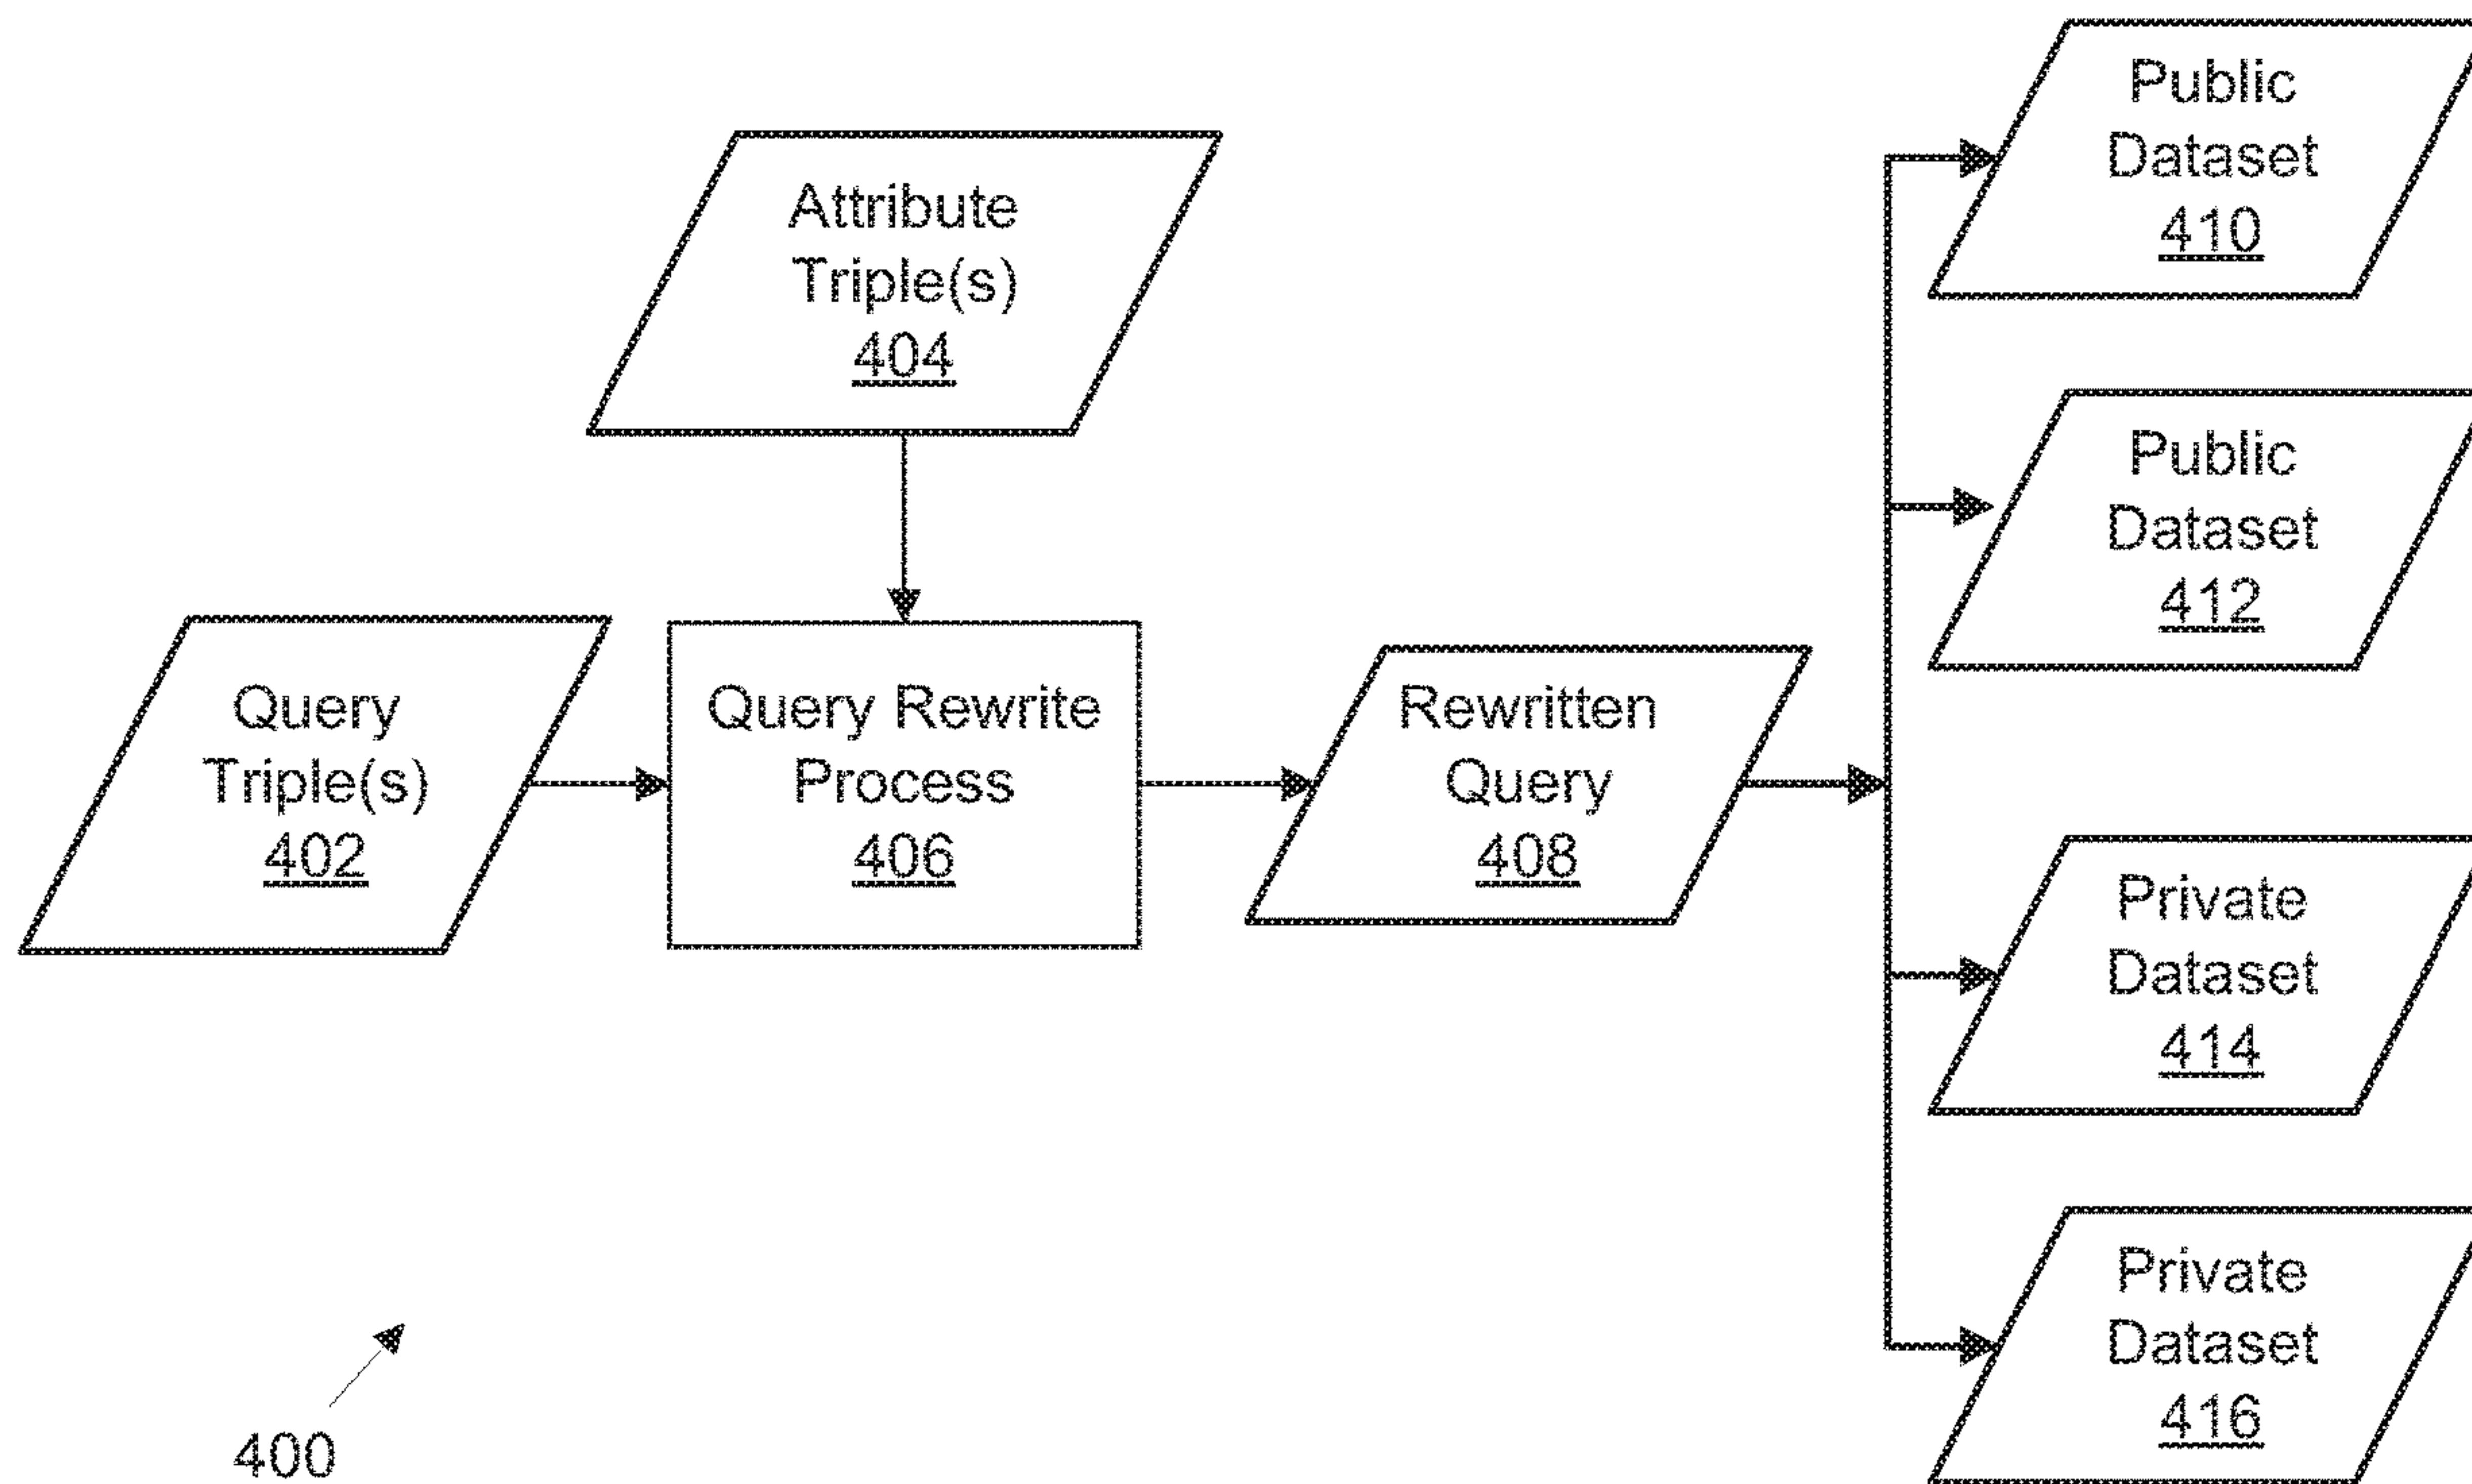 Attribute
Triple(s)
404
Query
Triple(s)
402
Query Rewrite
Process
406
Rewritten
Query
408
Public
Dataset
410
Public
Dataset
412
Private
Dataset
414
Private
Dataset
416
400